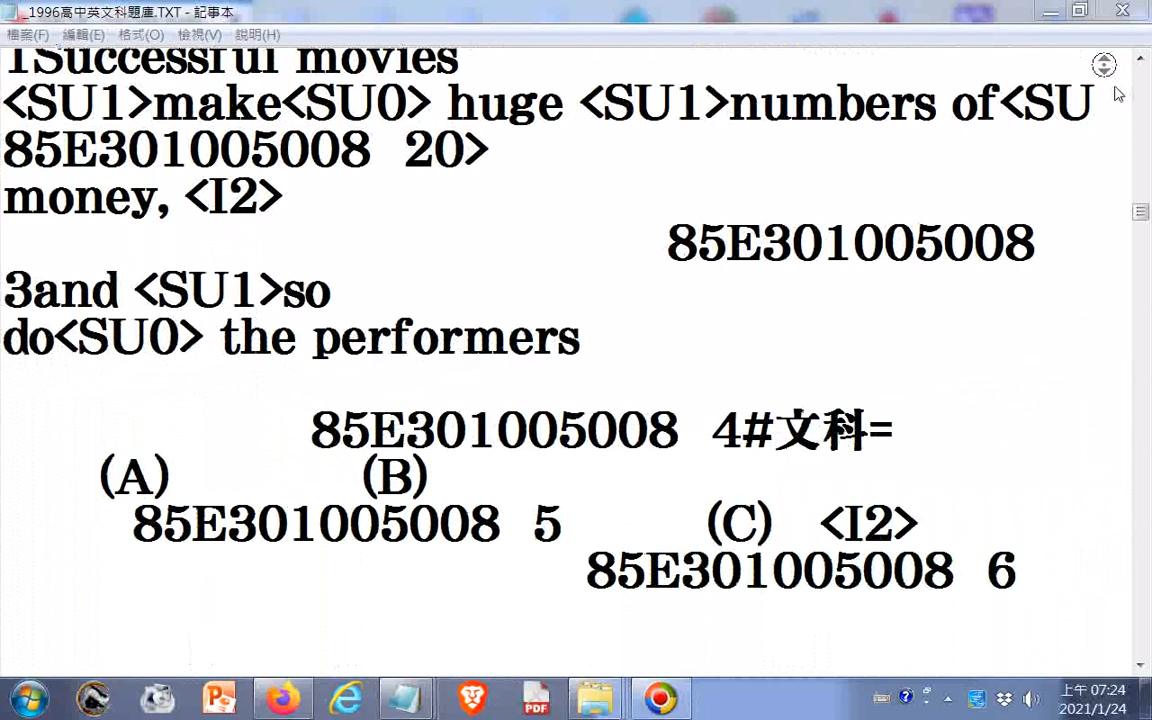 _1996高中英文科題庫.TXT - 記事本
檔案(F) 編輯(E) 格式(O) 檢視(V) 說明(H)
1Successful movies
<SU1>make<SU0> huge <SU1>numbers of<SU
85E301005008 20>
money, <I2>
85E301005008
3and <SU1>so
do<SU0> the performers
85E301005008 4#文科=
(A) (B)
85E301005008 5 (C) <I2>
85E301005008 6
PDF
上午 07:24
2021/1/24